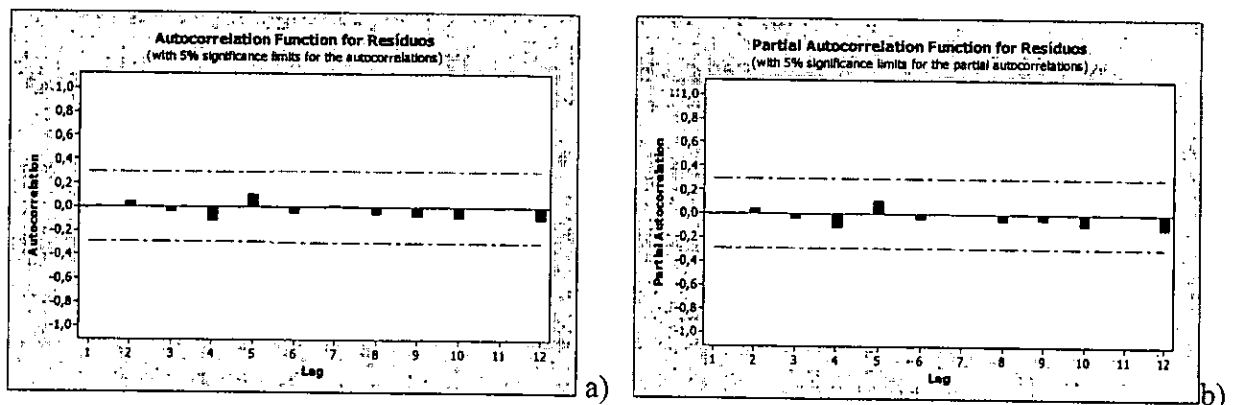 Autocorrelation Function for Resíduos
(with 5% significance limits for the autocorrelations)
1,0
0,8
0,6
0,4
0,2
0,0
-0,2
-0,4
-0,6
-0,8
-1,0
Autocorrelation
1 2 3 4 5 6 7 8 9 10 11 12
Lag
a)
Partial Autocorrelation Function for Resíduos
(with 5% significance limits for the partial autocorrelations)
1,0
0,8
0,6
0,4
0,2
0,0
-0,2
-0,4
-0,6
-0,8
-1,0
Partial Autocorrelation
1 2 3 4 5 6 7 8 9 10 11 12
Lag
b)